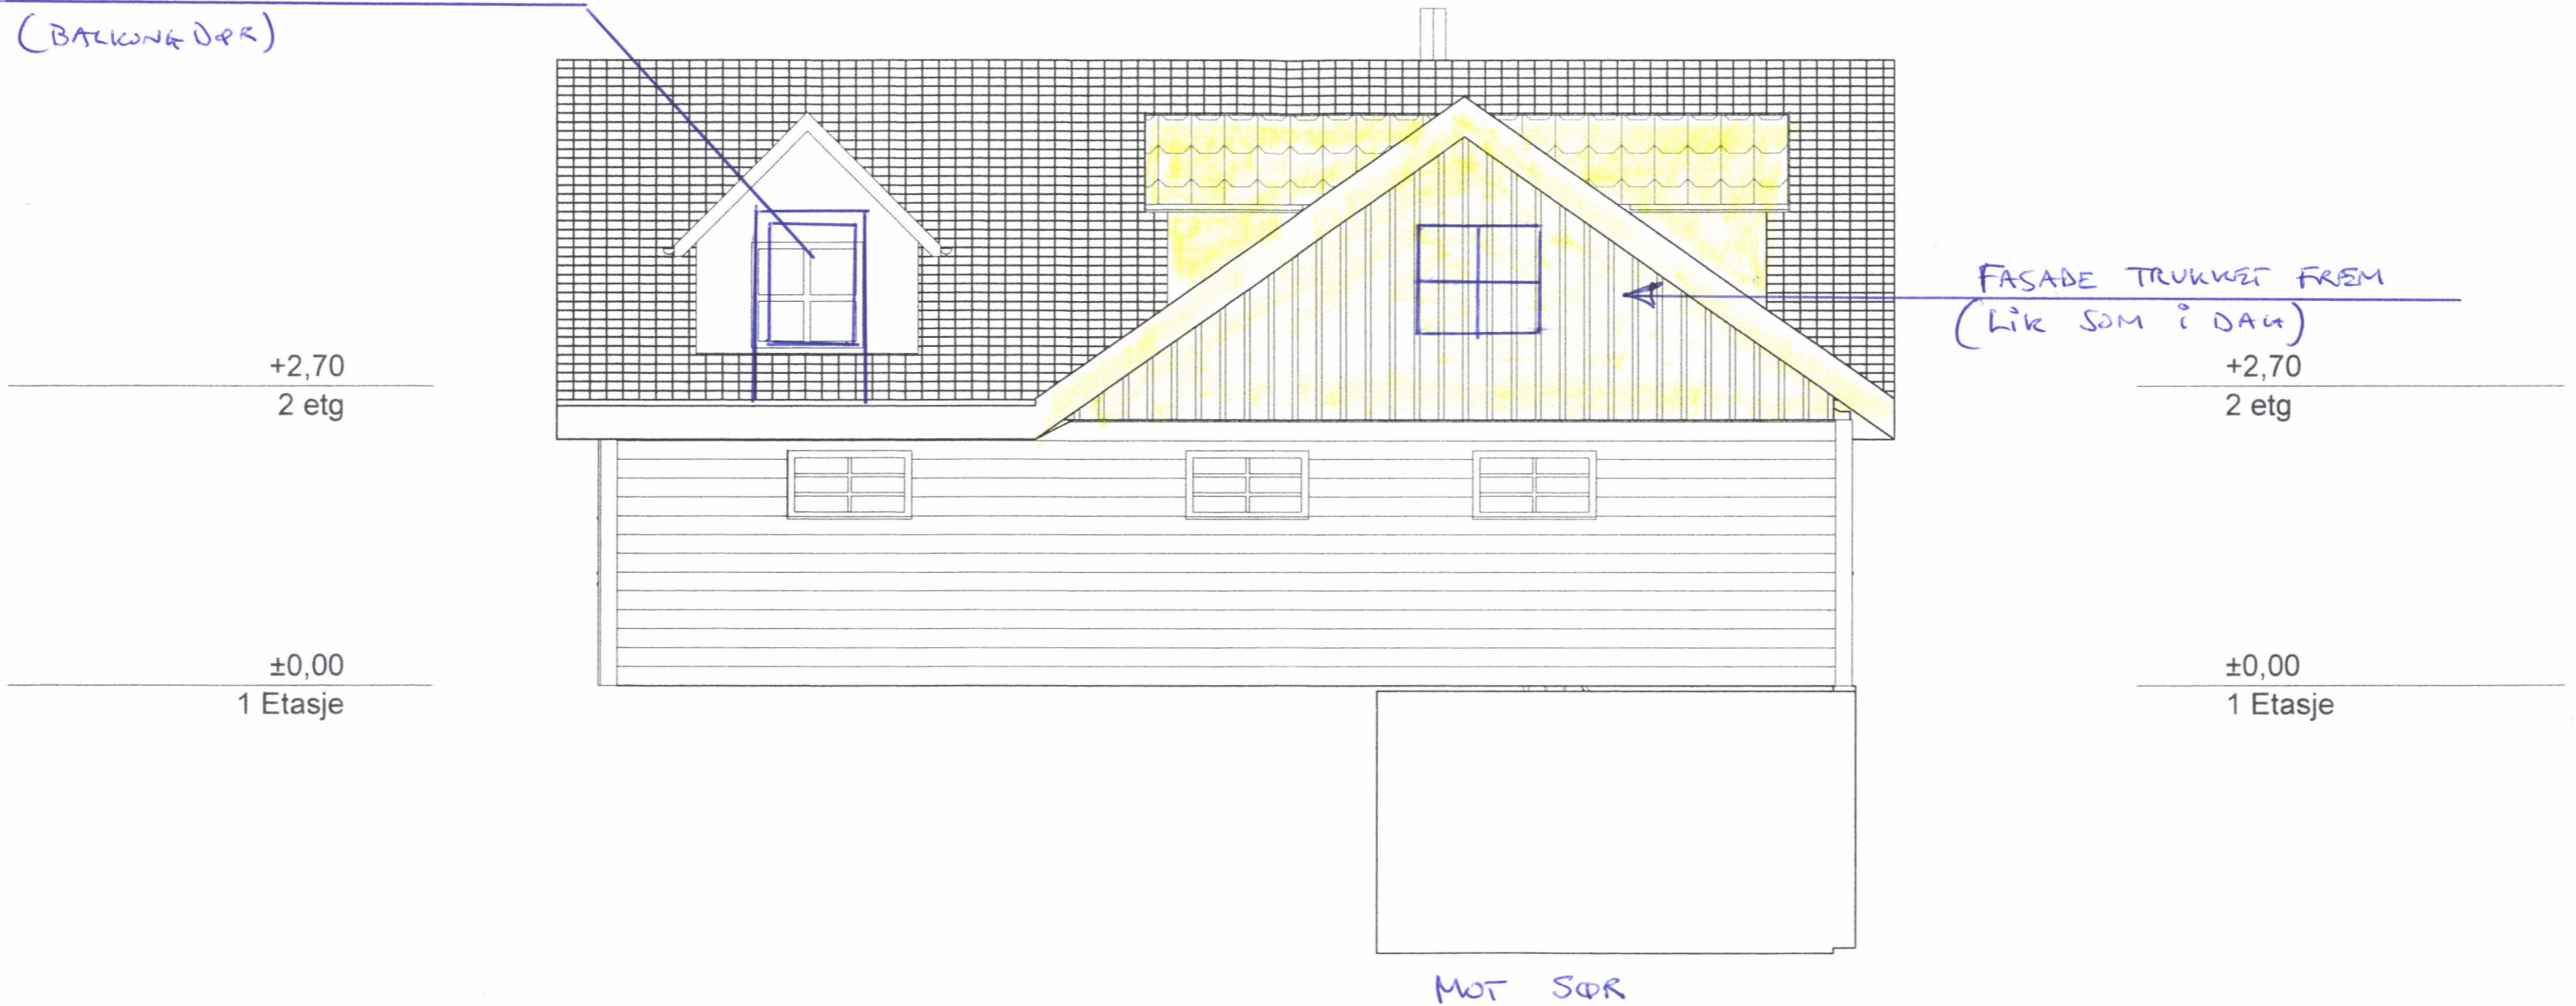 (BALKONG DØR)
FASADE TRUKKET FREM
(LIK SOM i DAG)
+2,70
2 etg
+2,70
2 etg
±0,00
1 Etasje
±0,00
1 Etasje
MOT SØR